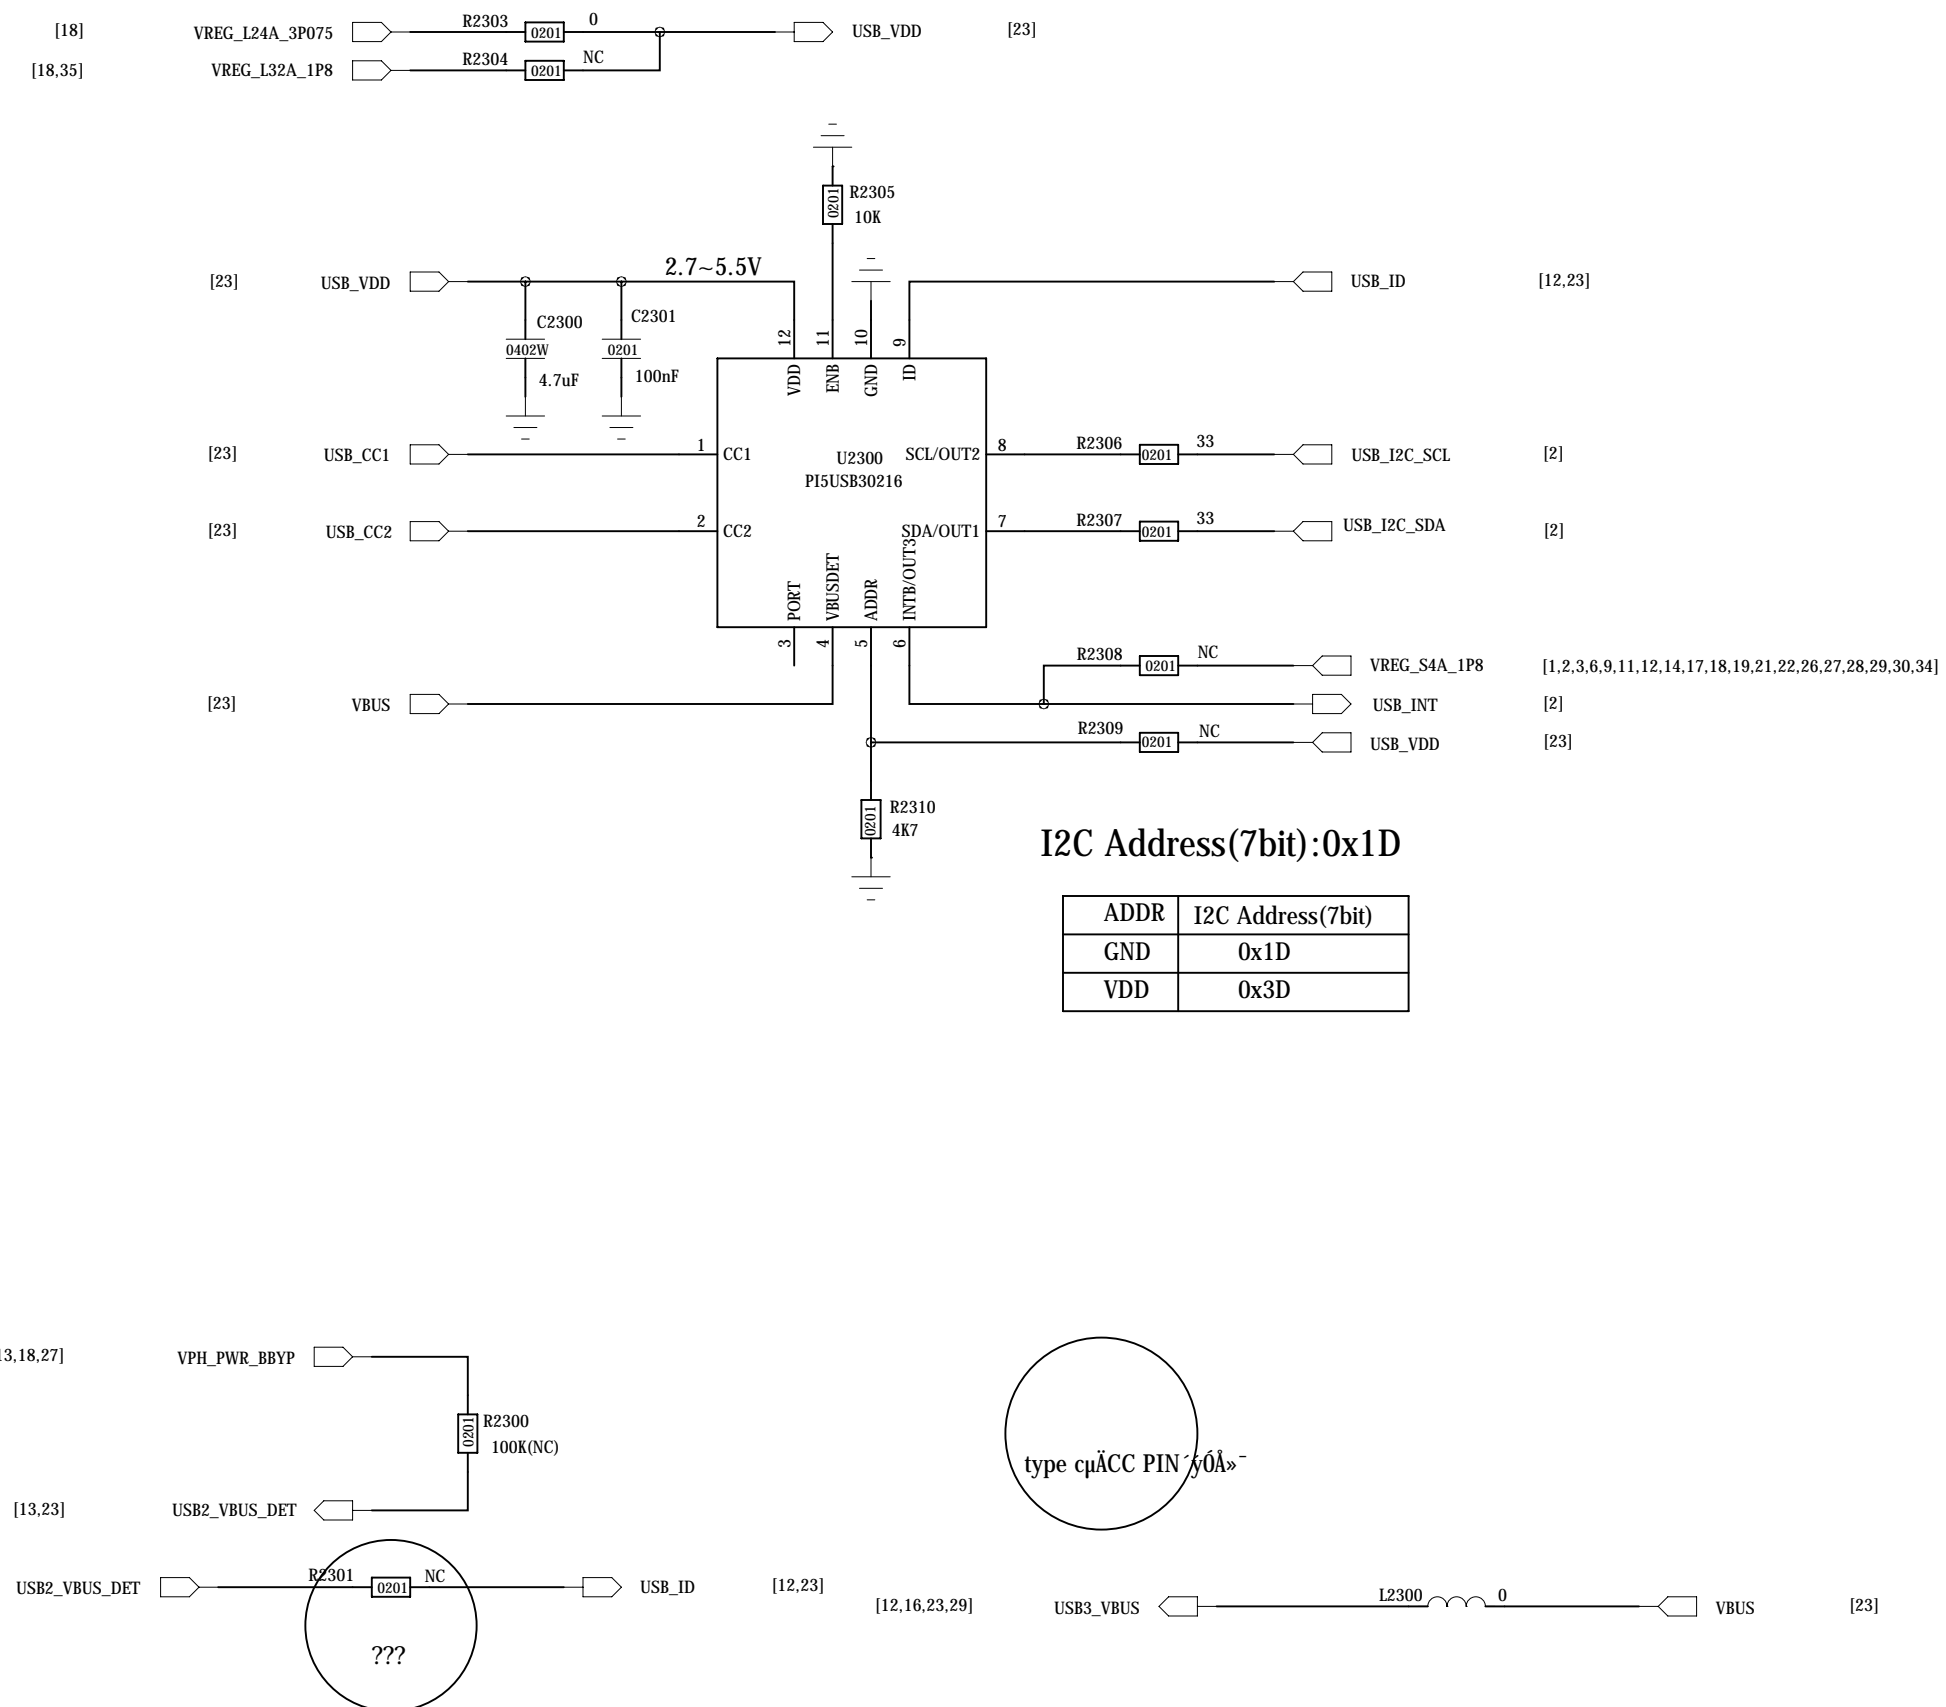 [18] VREG_L24A_3P075 R2303 0201 0 USB_VDD [23]
[18,35] VREG_L32A_1P8 R2304 0201 NC
0201 R2305
10K
[23] USB_VDD 2.7~5.5V USB_ID [12,23]
C2300 C2301
12 11 10 9
0402W 0201
4.7uF 100nF
VDD ENB GND ID
[23] USB_CC1 1 CC1 U2300 SCL/OUT2 8 R2306 0201 33 USB_I2C_SCL [2]
PI5USB30216
[23] USB_CC2 2 CC2 SDA/OUT1 7 R2307 0201 33 USB_I2C_SDA [2]
PORT VBUSDET ADDR INTB/OUT3
3 4 5 6
R2308 0201 NC VREG_S4A_1P8 [1,2,3,6,9,11,12,14,17,18,19,21,22,26,27,28,29,30,34]
[23] VBUS USB_INT [2]
R2309 0201 NC USB_VDD [23]
0201 R2310
4K7
I2C Address(7bit):0x1D
ADDR I2C Address(7bit)
GND 0x1D
VDD 0x3D
13,18,27] VPH_PWR_BBYP
0201 R2300
100K(NC)
type cµÄCC PIN´ýÓÅ»¯
[13,23] USB2_VBUS_DET
USB2_VBUS_DET R2301 0201 NC USB_ID [12,23]
[12,16,23,29] USB3_VBUS L2300 0 VBUS [23]
???